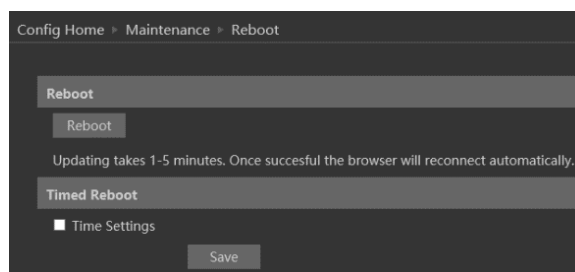 Config Home ▸ Maintenance ▸ Reboot
Reboot
Reboot
Updating takes 1-5 minutes. Once succesful the browser will reconnect automatically.
Timed Reboot
Time Settings
Save